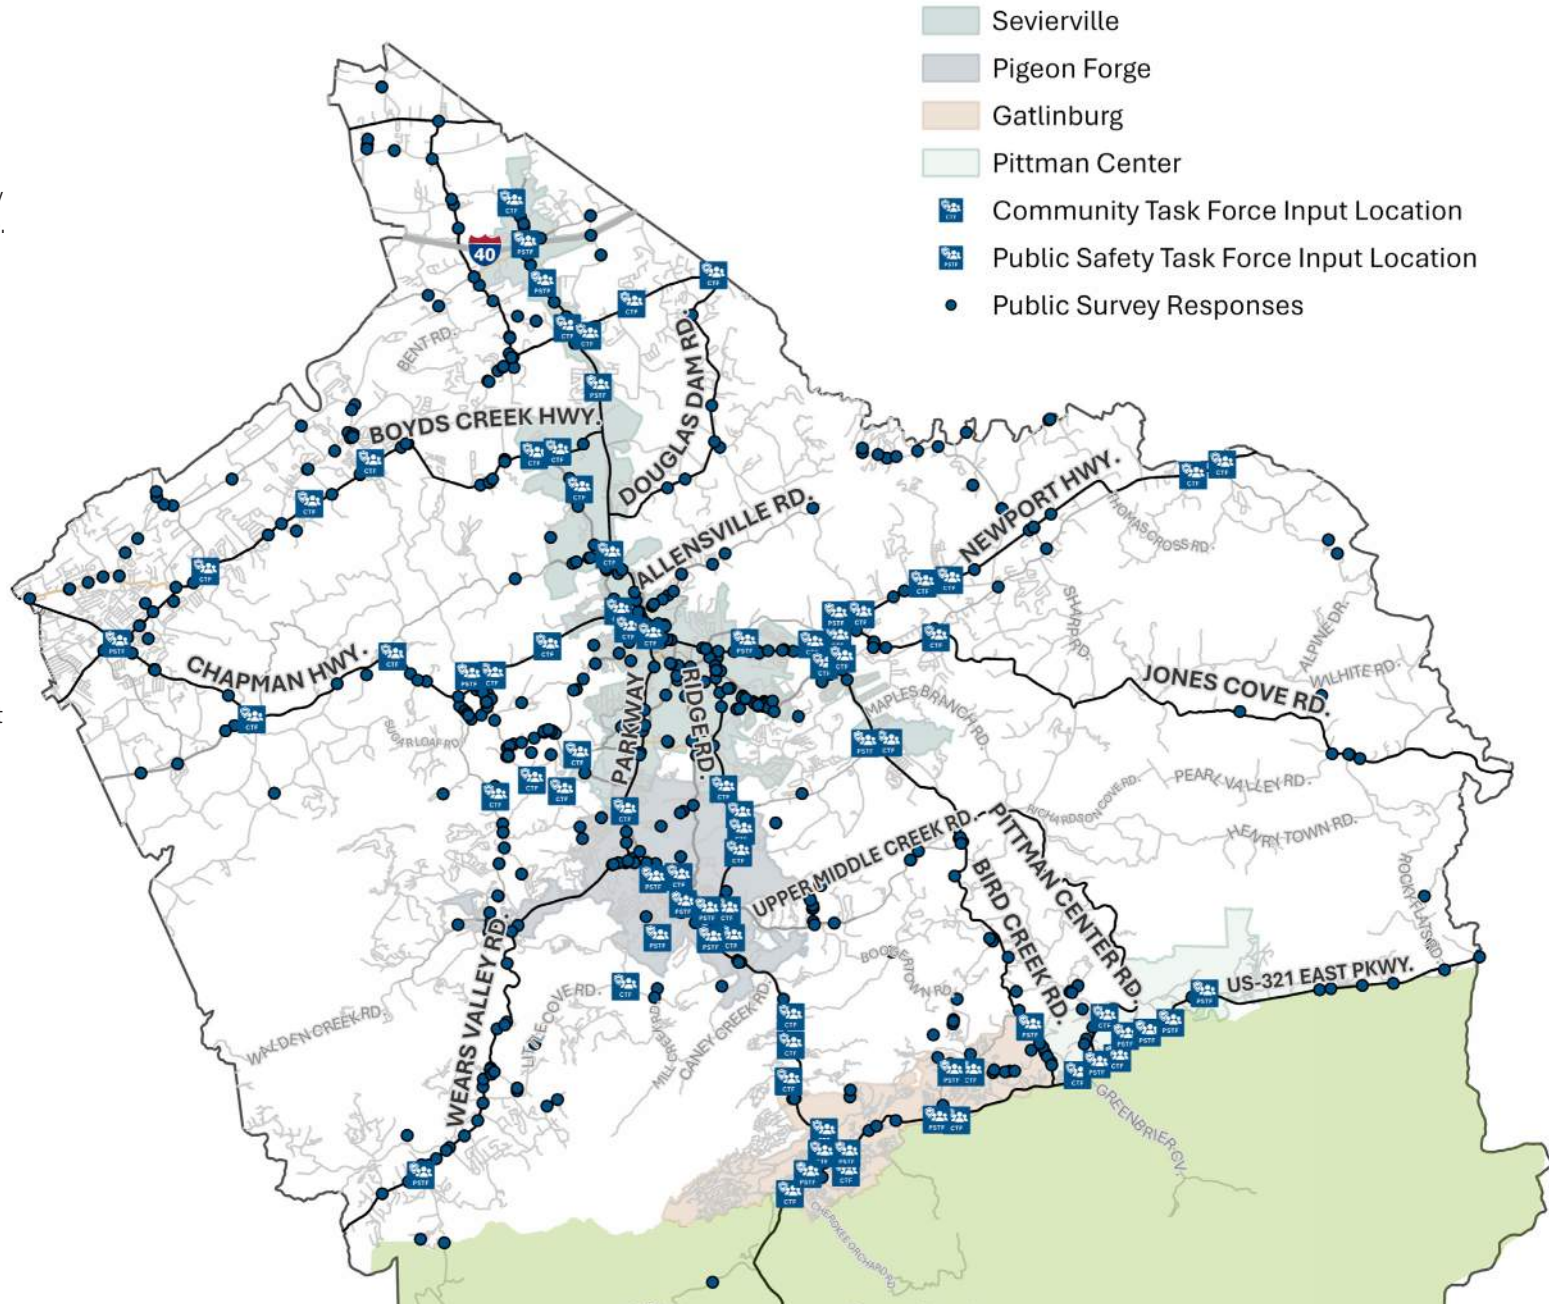 Sevierville
Pigeon Forge
Gatlinburg
Pittman Center
CTF Community Task Force Input Location
PSTF Public Safety Task Force Input Location
Public Survey Responses
40
BENT RD.
BOYDS CREEK HWY.
DOUGLAS DAM RD.
ALLENSVILLE RD.
NEWPORT HWY.
THOMAS CROSS RD.
SHARP RD.
ALPINE DR.
WILHITE RD.
JONES COVE RD.
CHAPMAN HWY.
SUGAR LOAF RD.
PARKWAY
RIDGE RD.
MAPLES BRANCH RD.
PEARL VALLEY RD.
RICHARDSON COVE RD.
HENRY TOWN RD.
ROCKY FLATS RD.
UPPER MIDDLE CREEK RD.
PITTMAN CENTER RD.
BIRD CREEK RD.
BOOGERTOWN RD.
US-321 EAST PKWY.
WEARS VALLEY RD.
WALDEN CREEK RD.
LITTLE COVE RD.
MILL CREEK RD.
CANEY CREEK RD.
GREENBRIER CV.
CHEROKEE ORCHARD RD.